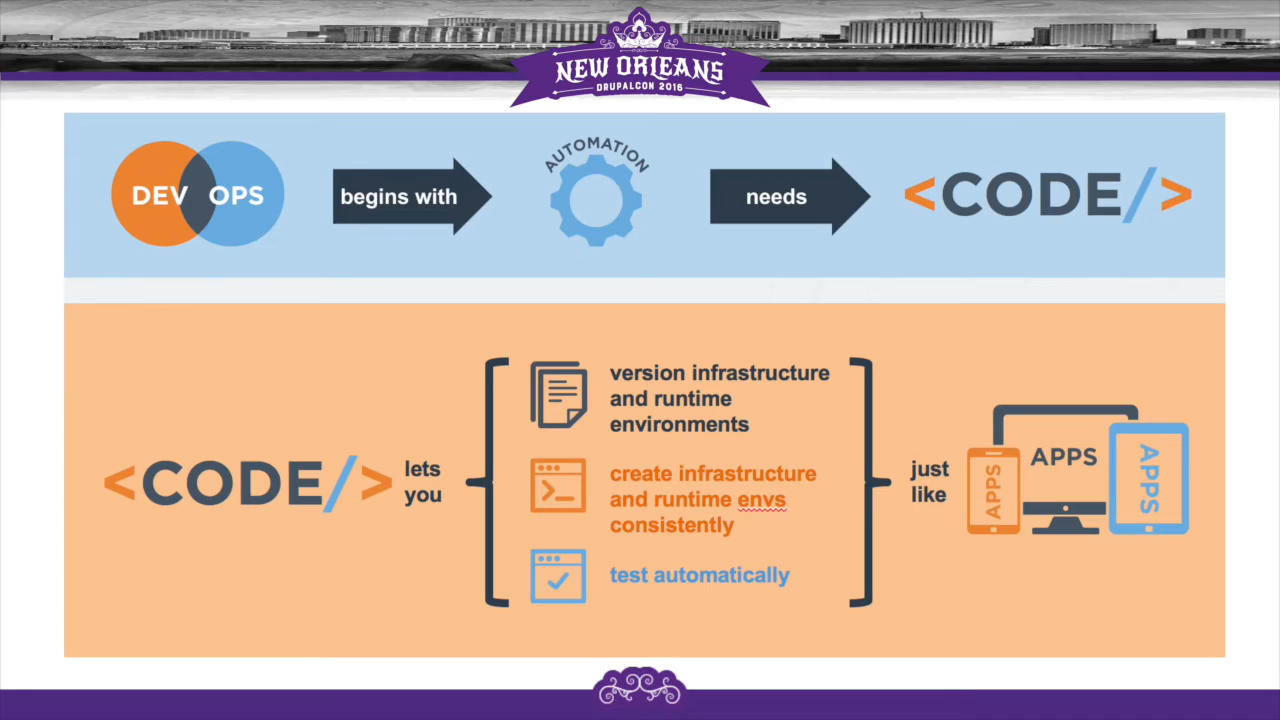 NEW ORLEANS
DRUPALCON 2016
DEV OPS
begins with
AUTOMATION
needs
<CODE/>
<CODE/>
lets
you
version infrastructure
and runtime
environments
create infrastructure
and runtime envs
consistently
test automatically
just
like
APPS
APPS
APPS